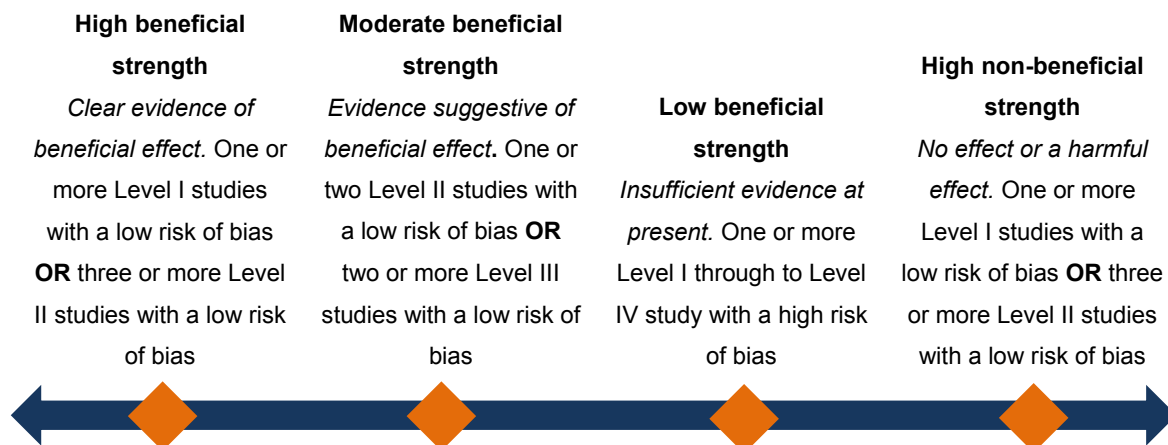 High beneficial
strength
Clear evidence of
beneficial effect. One or
more Level I studies
with a low risk of bias
OR three or more Level
II studies with a low risk
of bias
Moderate beneficial
strength
Evidence suggestive of
beneficial effect. One or
two Level II studies with
a low risk of bias OR
two or more Level III
studies with a low risk of
bias
Low beneficial
strength
Insufficient evidence at
present. One or more
Level I through to Level
IV study with a high risk
of bias
High non-beneficial
strength
No effect or a harmful
effect. One or more
Level I studies with a
low risk of bias OR three
or more Level II studies
with a low risk of bias